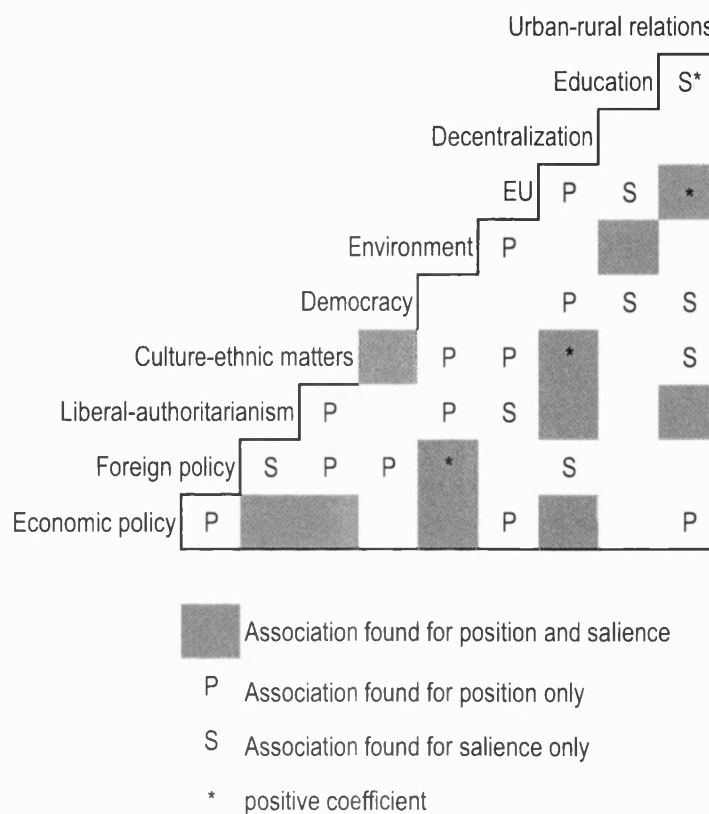 Urban-rural relations
Education S*
Decentralization
EU P S *
Environment P
Democracy P S S
Culture-ethnic matters P P * S
Liberal-authoritarianism P P S
Foreign policy S P P * S
Economic policy P P P
Association found for position and salience
P Association found for position only
S Association found for salience only
* positive coefficient